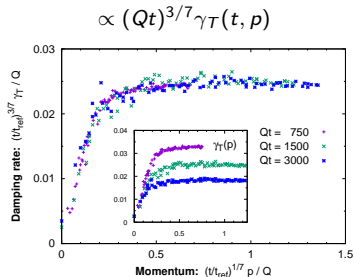 ∝ (Qt)^{3/7} γ_T(t, p)
0.03
0.02
0.01
0
0
0.5
1
1.5
Damping rate: (t/t_ref)^{3/7} γ_T / Q
Momentum: (t/t_ref)^{1/7} p / Q
Qt = 750
Qt = 1500
Qt = 3000
γ_T(p)
0.04
0.03
0.02
0.01
0
0
0.5
1